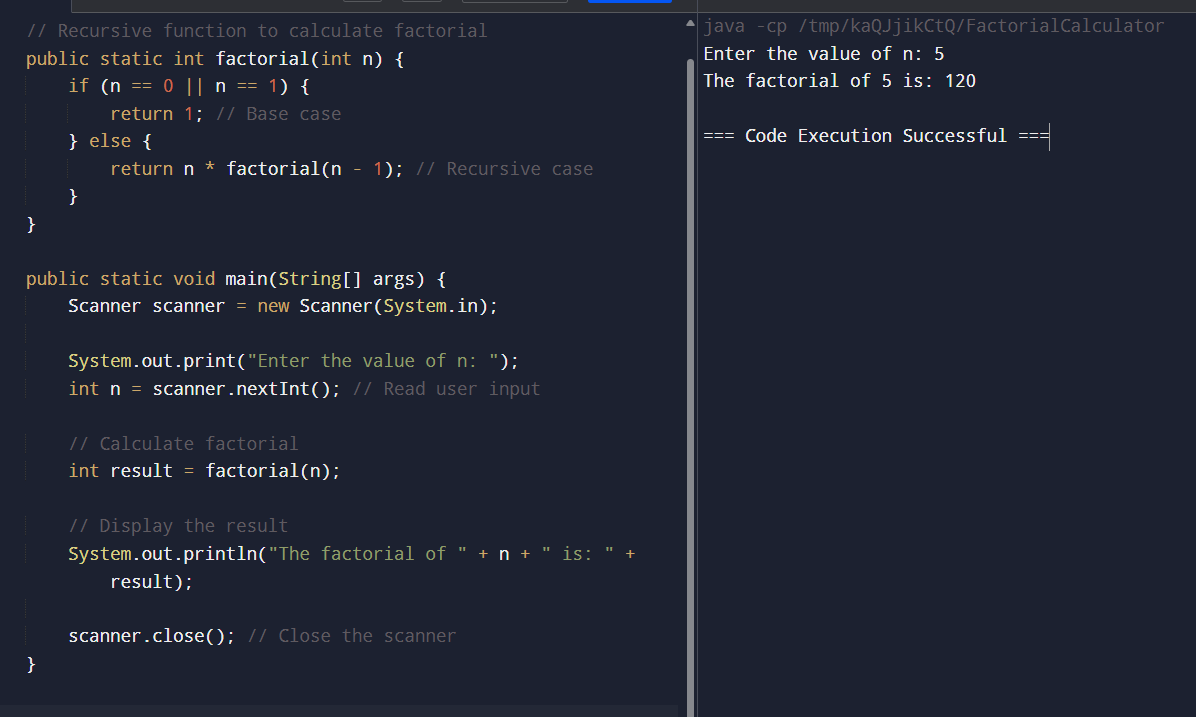 // Recursive function to calculate factorial
public static int factorial(int n) {
if (n == 0 || n == 1) {
return 1; // Base case
} else {
return n * factorial(n - 1); // Recursive case
}
}
public static void main(String[] args) {
Scanner scanner = new Scanner(System.in);
System.out.print("Enter the value of n: ");
int n = scanner.nextInt(); // Read user input
// Calculate factorial
int result = factorial(n);
// Display the result
System.out.println("The factorial of " + n + " is: " +
result);
scanner.close(); // Close the scanner
}
java -cp /tmp/kaQJjikCtQ/FactorialCalculator
Enter the value of n: 5
The factorial of 5 is: 120
=== Code Execution Successful ===